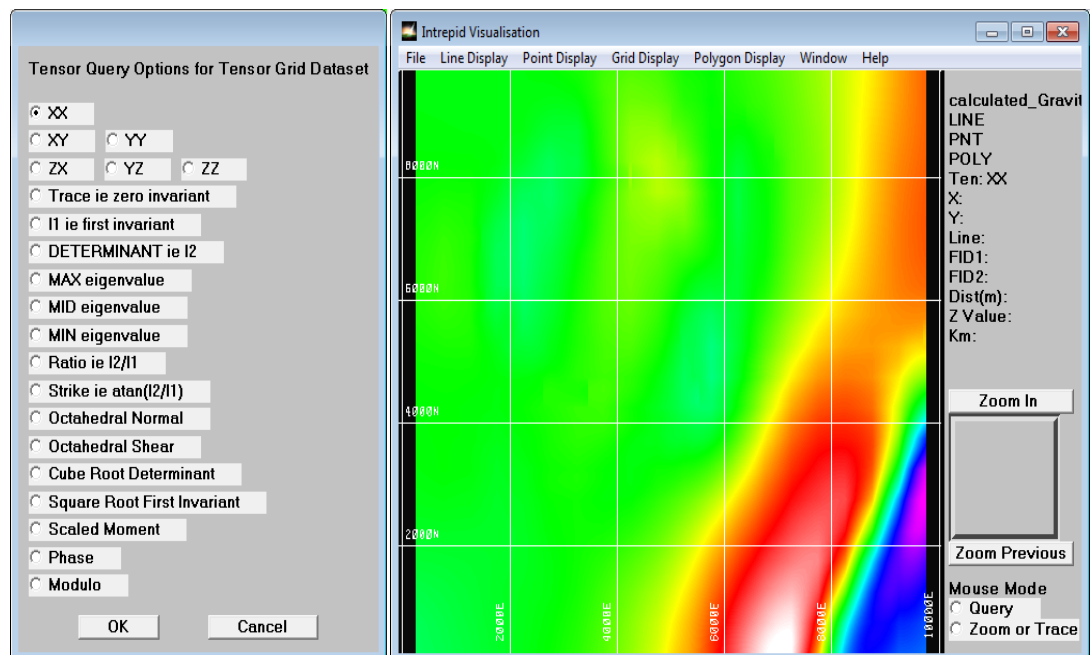 Tensor Query Options for Tensor Grid Dataset
XX
XY YY
ZX YZ ZZ
Trace ie zero invariant
I1 ie first invariant
DETERMINANT ie I2
MAX eigenvalue
MID eigenvalue
MIN eigenvalue
Ratio ie I2/I1
Strike ie atan(I2/I1)
Octahedral Normal
Octahedral Shear
Cube Root Determinant
Square Root First Invariant
Scaled Moment
Phase
Modulo
OK Cancel
Intrepid Visualisation
File Line Display Point Display Grid Display Polygon Display Window Help
8000N
6000N
4000N
2000N
2000E
4000E
6000E
8000E
10000E
calculated_Gravit
LINE
PNT
POLY
Ten: XX
X:
Y:
Line:
FID1:
FID2:
Dist(m):
Z Value:
Km:
Zoom In
Zoom Previous
Mouse Mode
Query
Zoom or Trace